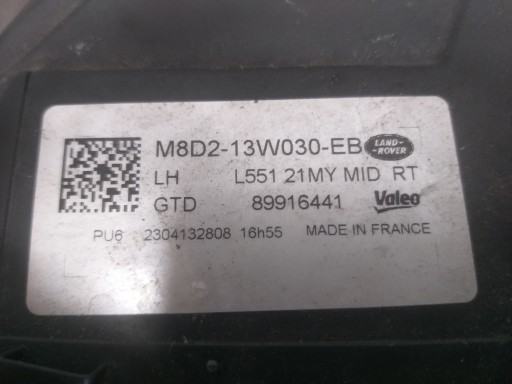 M8D2-13W030-EB LAND-ROVER
LH L551 21MY MID RT
GTD 89916441 Valeo
PU6 2304132808 16h55 MADE IN FRANCE